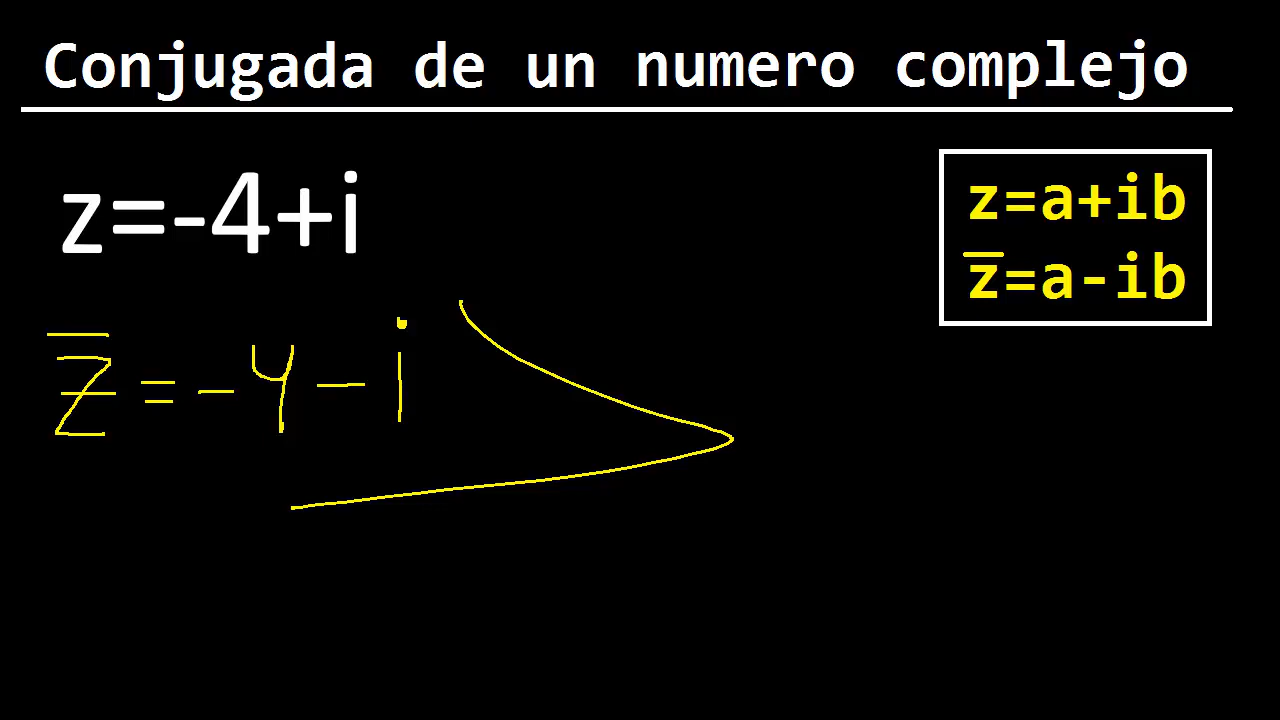 Conjugada de un numero complejo
z=-4+i
z=a+ib
z̅=a-ib
z̅=-4-i